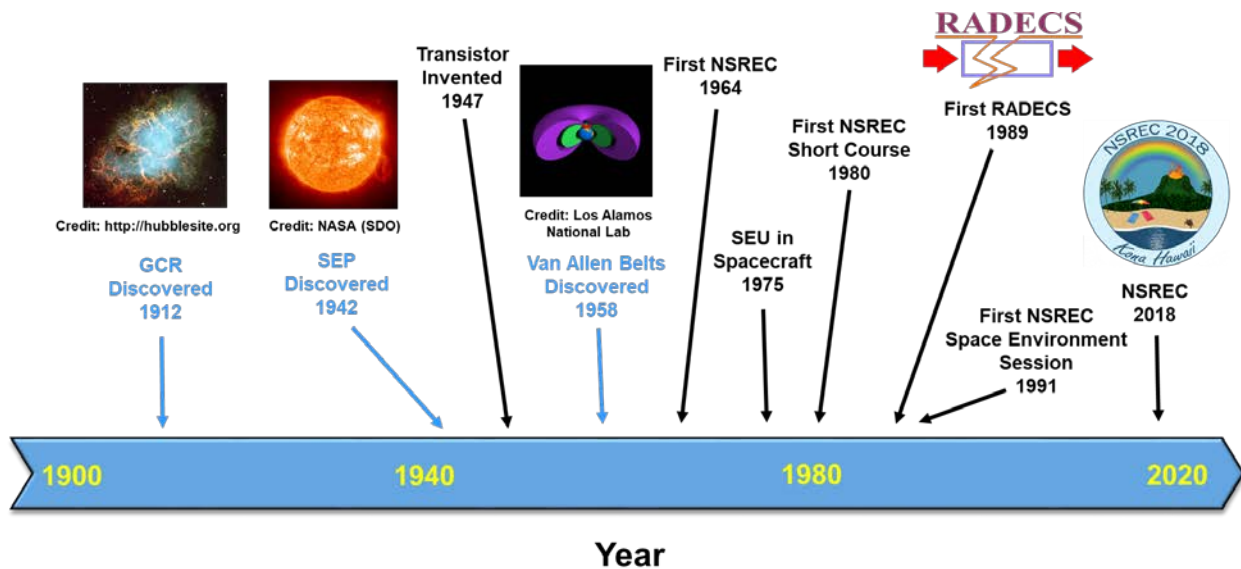 RADECS
Transistor
Invented
1947
First NSREC
1964
First RADECS
1989
First NSREC
Short Course
1980
NSREC 2018
Kona Hawaii
Credit: http://hubblesite.org
Credit: NASA (SDO)
Credit: Los Alamos
National Lab
GCR
Discovered
1912
SEP
Discovered
1942
Van Allen Belts
Discovered
1958
SEU in
Spacecraft
1975
First NSREC
Space Environment
Session
1991
NSREC
2018
1900
1940
1980
2020
Year